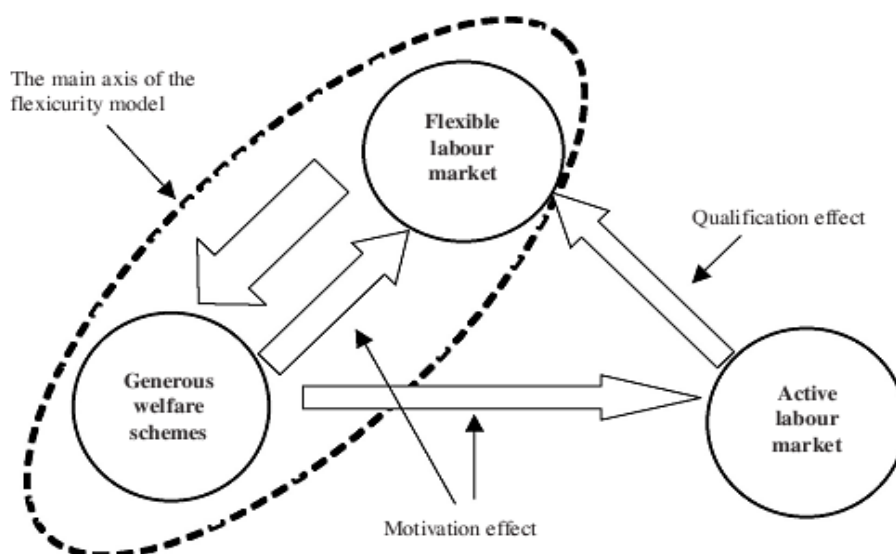 The main axis of the
flexicurity model
Flexible
labour
market
Qualification effect
Generous
welfare
schemes
Active
labour
market
Motivation effect